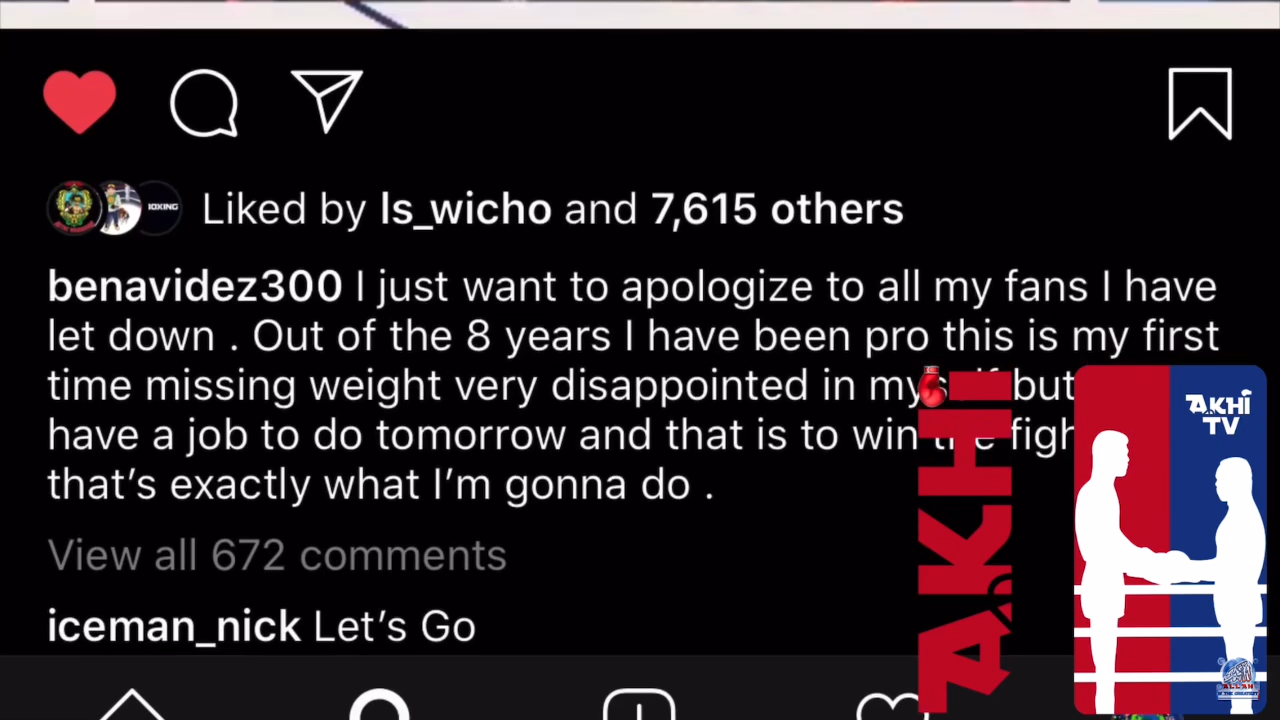 Liked by ls_wicho and 7,615 others
benavidez300 I just want to apologize to all my fans I have
let down . Out of the 8 years I have been pro this is my first
time missing weight very disappointed in myself but
have a job to do tomorrow and that is to win the
that's exactly what I'm gonna do .
View all 672 comments
iceman_nick Let's Go
AKHI
AKHI
TV